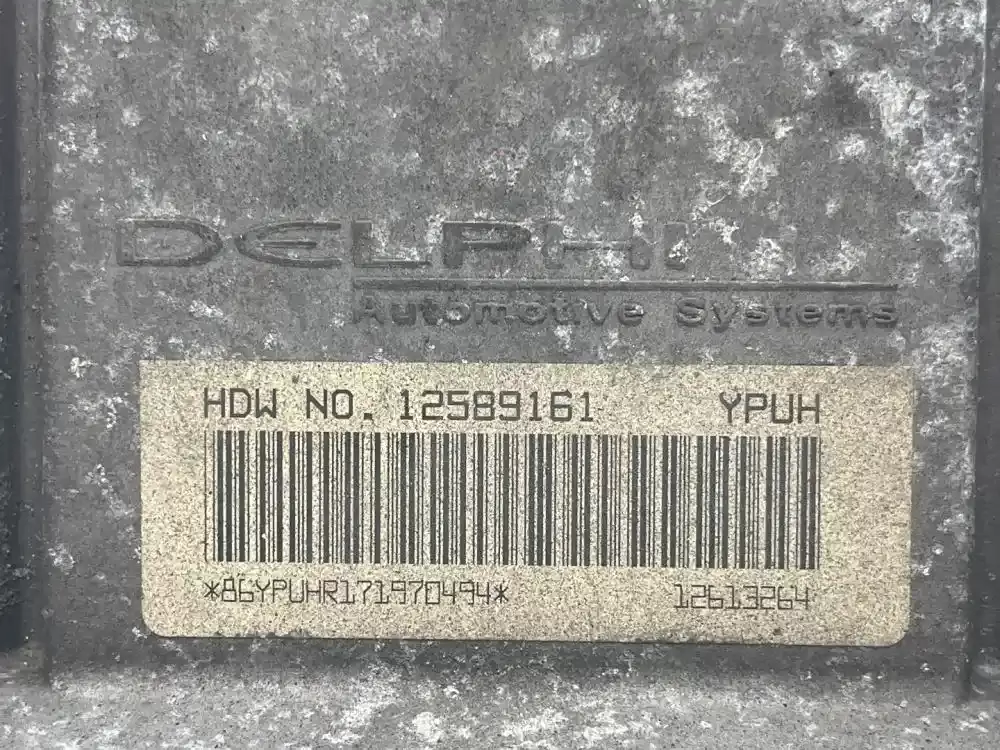 DELPHI
Automotive Systems
HDW NO. 12589161 YPUH
*86YPUHR171970494* 12613264